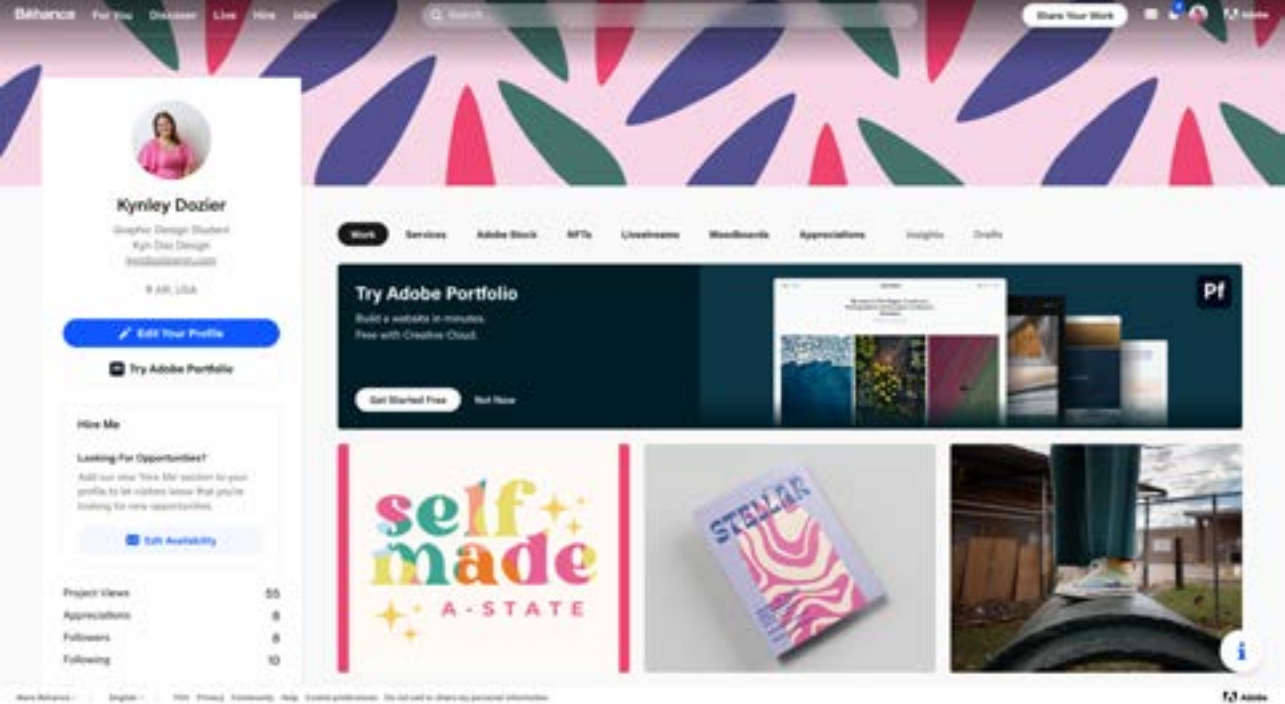 Bēhance For You Discover Live Hire Jobs
Search
Share Your Work
Adobe
Kynley Dozier
Graphic Design Student
Kyn Doz Design
AR, USA
Edit Your Profile
Try Adobe Portfolio
Hire Me
Looking For Opportunities?
Add our new 'Hire Me' section to your
profile to let visitors know that you're
looking for new opportunities.
Edit Availability
Project Views 55
Appreciations 8
Followers 8
Following 10
Work Services Adobe Stock NFTs Livestreams Moodboards Appreciations Insights Drafts
Try Adobe Portfolio
Build a website in minutes.
Free with Creative Cloud.
Get Started Free Not Now
Pf
self
made
A-STATE
STELLAR
More Behance English TOU Privacy Community Help Cookie preferences Do not sell or share my personal information
Adobe